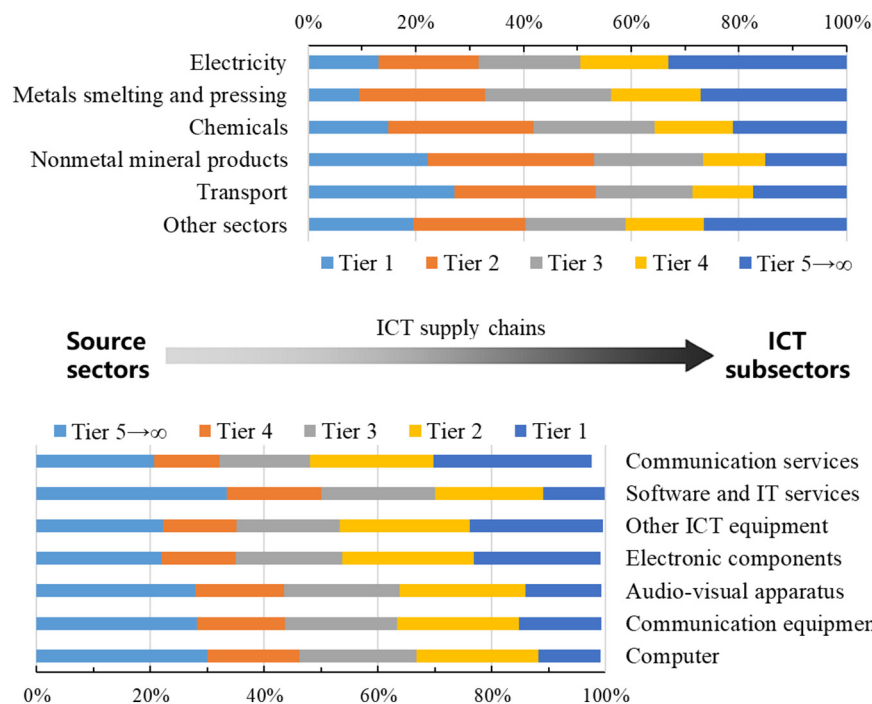 0% 20% 40% 60% 80% 100%
Electricity
Metals smelting and pressing
Chemicals
Nonmetal mineral products
Transport
Other sectors
Tier 1 Tier 2 Tier 3 Tier 4 Tier 5→∞
ICT supply chains
Source sectors
ICT subsectors
Tier 5→∞ Tier 4 Tier 3 Tier 2 Tier 1
Communication services
Software and IT services
Other ICT equipment
Electronic components
Audio-visual apparatus
Communication equipmen
Computer
0% 20% 40% 60% 80% 100%